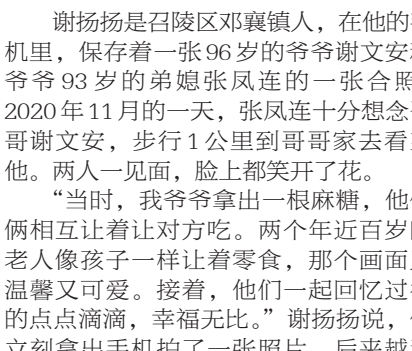 谢扬扬是召陵区邓襄镇人，在他的
机里，保存着一张96岁的爷爷谢文安
爷爷93岁的弟媳张凤连的一张合照
2020年11月的一天，张凤连十分想念
哥谢文安，步行1公里到哥哥家去看
他。两人一见面，脸上都笑开了花。
“当时，我爷爷拿出一根麻糖，他
俩相互让着让对方吃。两个年近百岁
老人像孩子一样让着零食，那个画面
温馨又可爱。接着，他们一起回忆过
的点点滴滴，幸福无比。”谢扬扬说，
立刻拿出手机拍了一张照片，后来越